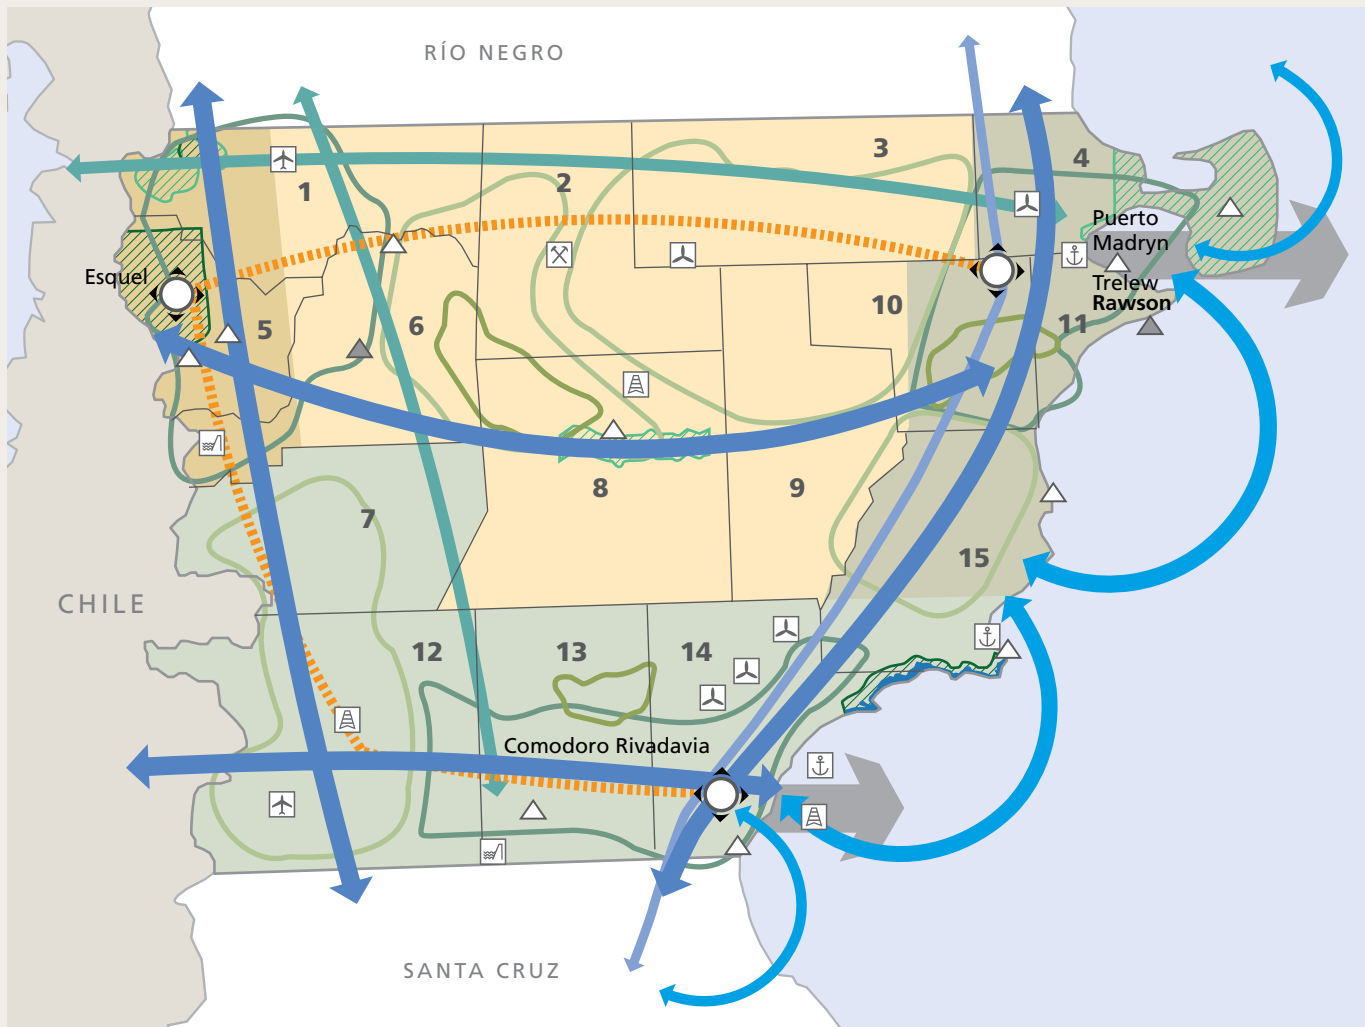 RÍO NEGRO
3
4
1
2
Puerto
Madryn
Esquel
Trelew
Rawson
10
11
5
6
8
9
7
15
CHILE
12
13
14
Comodoro Rivadavia
SANTA CRUZ